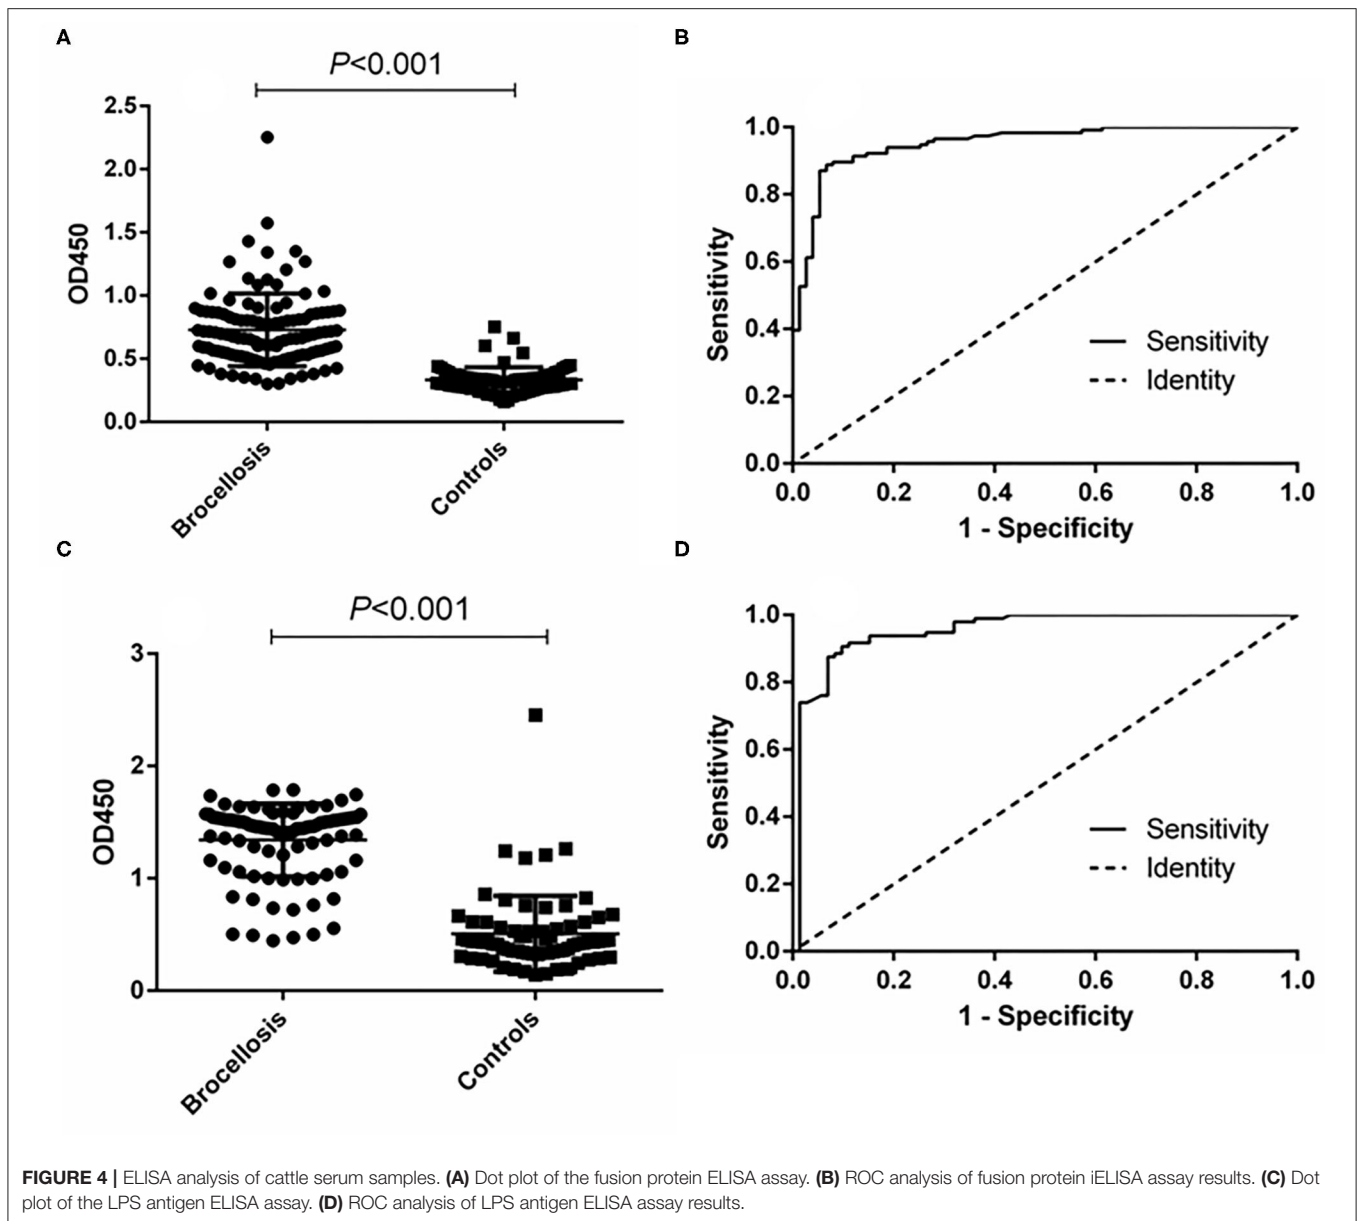 A
P<0.001
2.5
2.0
1.5
1.0
0.5
0.0
OD450
Brocellosis
Controls
B
1.0
0.8
0.6
0.4
0.2
0.0
Sensitivity
Sensitivity
Identity
0.0 0.2 0.4 0.6 0.8 1.0
1 - Specificity
C
P<0.001
3
2
1
0
OD450
Brocellosis
Controls
D
1.0
0.8
0.6
0.4
0.2
0.0
Sensitivity
Sensitivity
Identity
0.0 0.2 0.4 0.6 0.8 1.0
1 - Specificity
FIGURE 4 | ELISA analysis of cattle serum samples. (A) Dot plot of the fusion protein ELISA assay. (B) ROC analysis of fusion protein iELISA assay results. (C) Dot
plot of the LPS antigen ELISA assay. (D) ROC analysis of LPS antigen ELISA assay results.